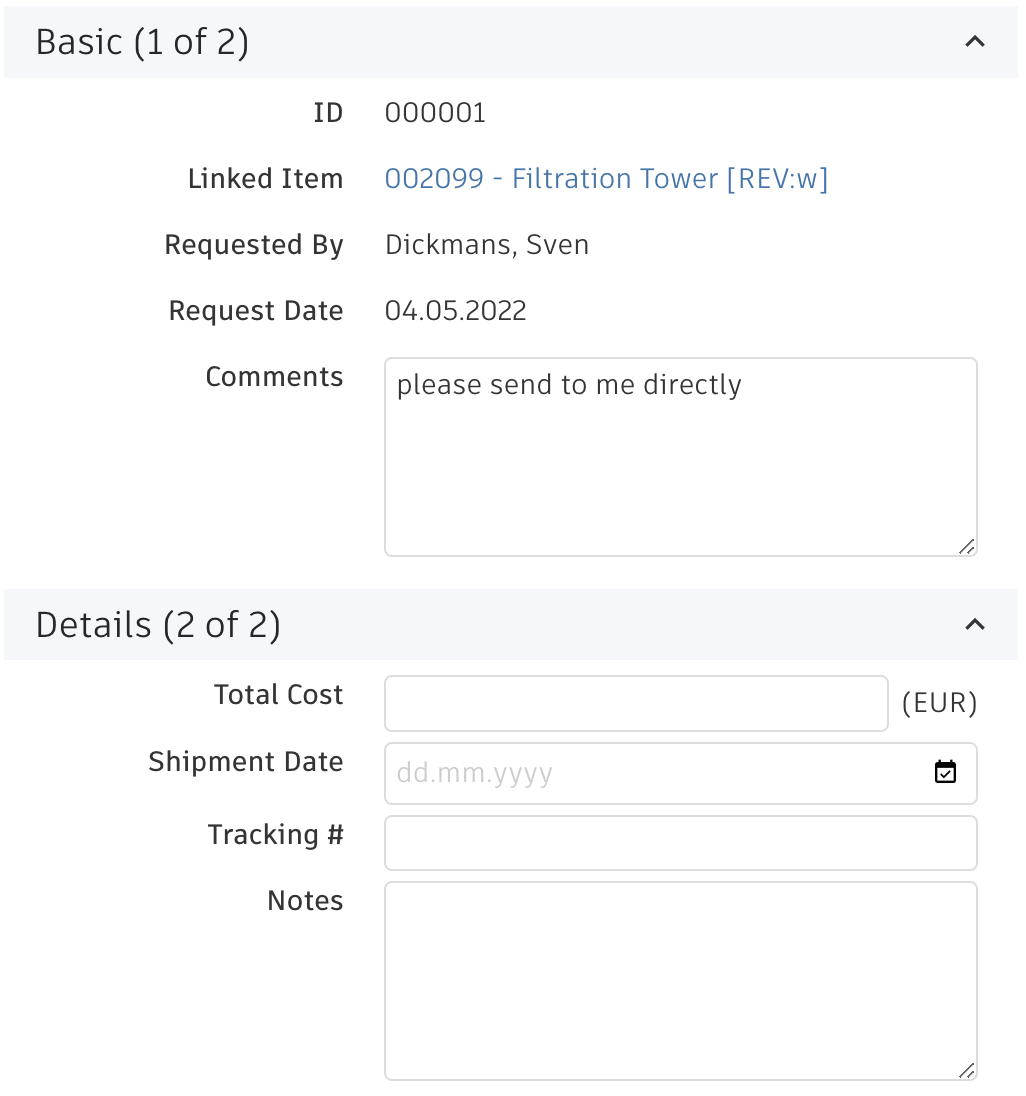 Basic (1 of 2)
ID 000001
Linked Item 002099 - Filtration Tower [REV:w]
Requested By Dickmans, Sven
Request Date 04.05.2022
Comments please send to me directly
Details (2 of 2)
Total Cost (EUR)
Shipment Date dd.mm.yyyy
Tracking #
Notes